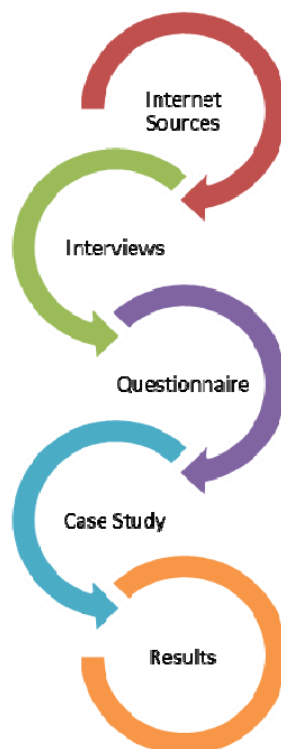 Internet
Sources
Interviews
Questionnaire
Case Study
Results